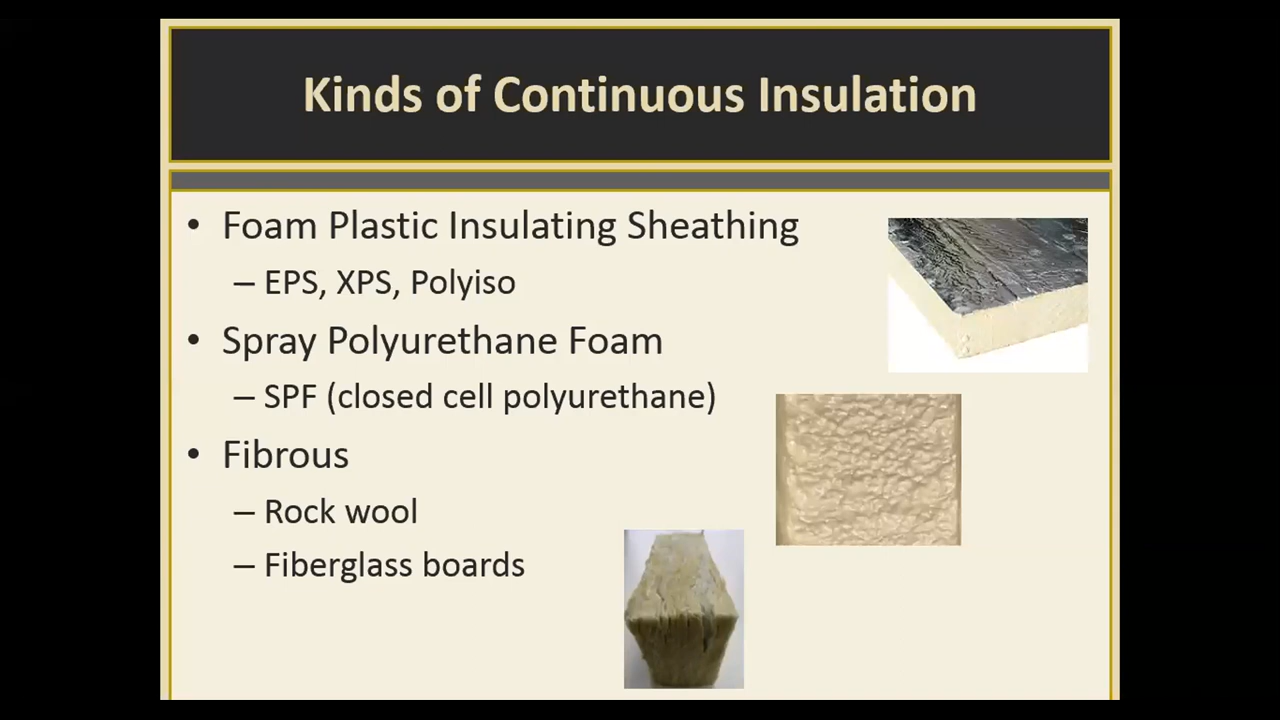 Kinds of Continuous Insulation
• Foam Plastic Insulating Sheathing
– EPS, XPS, Polyiso
• Spray Polyurethane Foam
– SPF (closed cell polyurethane)
• Fibrous
– Rock wool
– Fiberglass boards